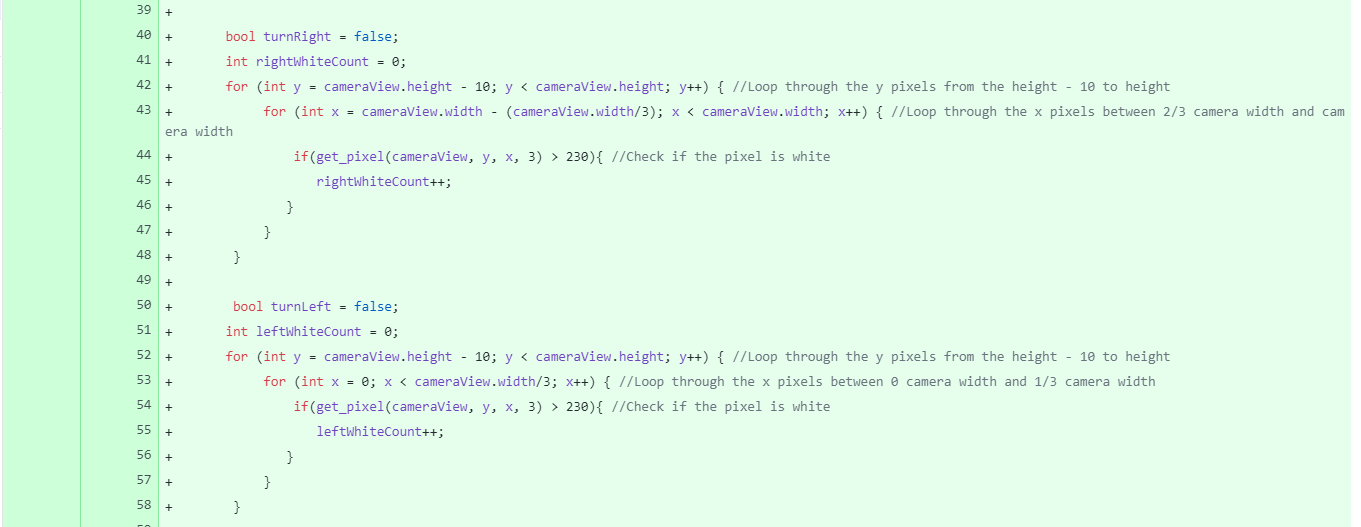 39 +
40 + bool turnRight = false;
41 + int rightWhiteCount = 0;
42 + for (int y = cameraView.height - 10; y < cameraView.height; y++) { //Loop through the y pixels from the height - 10 to height
43 + for (int x = cameraView.width - (cameraView.width/3); x < cameraView.width; x++) { //Loop through the x pixels between 2/3 camera width and cam
era width
44 + if(get_pixel(cameraView, y, x, 3) > 230){ //Check if the pixel is white
45 + rightWhiteCount++;
46 + }
47 + }
48 + }
49 +
50 + bool turnLeft = false;
51 + int leftWhiteCount = 0;
52 + for (int y = cameraView.height - 10; y < cameraView.height; y++) { //Loop through the y pixels from the height - 10 to height
53 + for (int x = 0; x < cameraView.width/3; x++) { //Loop through the x pixels between 0 camera width and 1/3 camera width
54 + if(get_pixel(cameraView, y, x, 3) > 230){ //Check if the pixel is white
55 + leftWhiteCount++;
56 + }
57 + }
58 + }